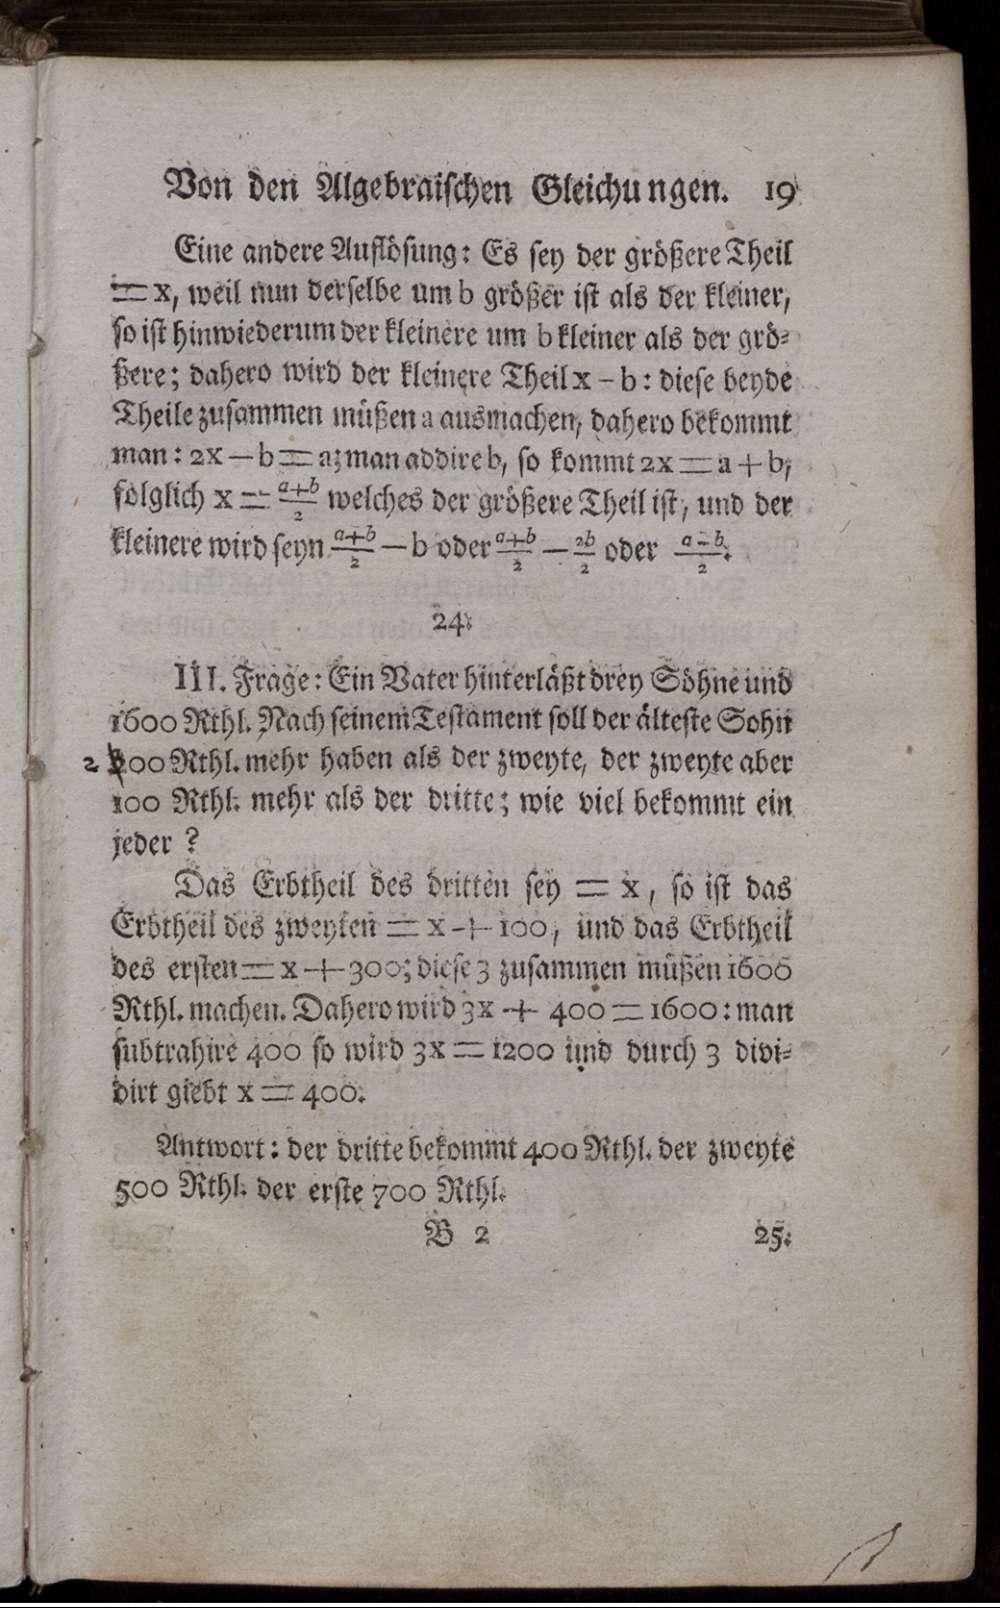 Von den Algebraischen Gleichungen. 19
Eine andere Auflösung: Es sey der größere Theil
= x, weil nun derselbe um b größer ist als der kleiner,
so ist hinwiederum der kleinere um b kleiner als der grö-
ßere; dahero wird der kleinere Theil x - b: diese beyde
Theile zusammen müßen a ausmachen, dahero bekommt
man: 2x — b = a; man addire b, so kommt 2x = a + b,
folglich x = a+b/2 welches der größere Theil ist, und der
kleinere wird seyn a+b/2 — b oder a+b/2 — 2b/2 oder a-b/2.
24.
III. Frage: Ein Vater hinterläßt drey Söhne und
1600 Rthl. Nach seinem Testament soll der älteste Sohn
2 00 Rthl. mehr haben als der zweyte, der zweyte aber
100 Rthl. mehr als der dritte; wie viel bekommt ein
jeder?
Das Erbtheil des dritten sey = x, so ist das
Erbtheil des zweyten = x + 100, und das Erbtheil
des ersten = x + 300; diese 3 zusammen müßen 1600
Rthl. machen. Dahero wird 3x + 400 = 1600: man
subtrahire 400 so wird 3x = 1200 und durch 3 divi-
dirt giebt x = 400.
Antwort: der dritte bekommt 400 Rthl. der zweyte
500 Rthl. der erste 700 Rthl.
B 2 25.